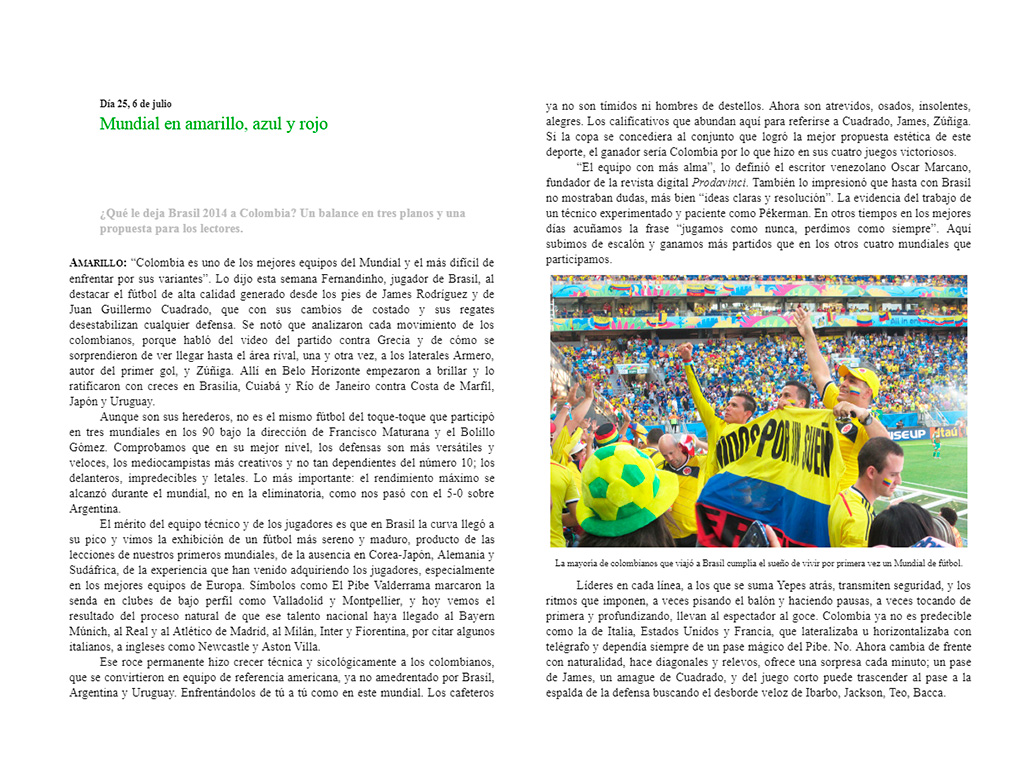 Día 25, 6 de julio
Mundial en amarillo, azul y rojo
¿Qué le deja Brasil 2014 a Colombia? Un balance en tres planos y una
propuesta para los lectores.
AMARILLO: “Colombia es uno de los mejores equipos del Mundial y el más difícil de
enfrentar por sus variantes”. Lo dijo esta semana Fernandinho, jugador de Brasil, al
destacar el fútbol de alta calidad generado desde los pies de James Rodríguez y de
Juan Guillermo Cuadrado, que con sus cambios de costado y sus regates
desestabilizan cualquier defensa. Se notó que analizaron cada movimiento de los
colombianos, porque habló del video del partido contra Grecia y de cómo se
sorprendieron de ver llegar hasta el área rival, una y otra vez, a los laterales Armero,
autor del primer gol, y Zúñiga. Allí en Belo Horizonte empezaron a brillar y lo
ratificaron con creces en Brasilia, Cuiabá y Río de Janeiro contra Costa de Marfil,
Japón y Uruguay.
Aunque son sus herederos, no es el mismo fútbol del toque-toque que participó
en tres mundiales en los 90 bajo la dirección de Francisco Maturana y el Bolillo
Gómez. Comprobamos que en su mejor nivel, los defensas son más versátiles y
veloces, los mediocampistas más creativos y no tan dependientes del número 10; los
delanteros, impredecibles y letales. Lo más importante: el rendimiento máximo se
alcanzó durante el mundial, no en la eliminatoria, como nos pasó con el 5-0 sobre
Argentina.
El mérito del equipo técnico y de los jugadores es que en Brasil la curva llegó a
su pico y vimos la exhibición de un fútbol más sereno y maduro, producto de las
lecciones de nuestros primeros mundiales, de la ausencia en Corea-Japón, Alemania y
Sudáfrica, de la experiencia que han venido adquiriendo los jugadores, especialmente
en los mejores equipos de Europa. Símbolos como El Pibe Valderrama marcaron la
senda en clubes de bajo perfil como Valladolid y Montpellier, y hoy vemos el
resultado del proceso natural de que ese talento nacional haya llegado al Bayern
Múnich, al Real y al Atlético de Madrid, al Milán, Inter y Fiorentina, por citar algunos
italianos, a ingleses como Newcastle y Aston Villa.
Ese roce permanente hizo crecer técnica y sicológicamente a los colombianos,
que se convirtieron en equipo de referencia americana, ya no amedrentado por Brasil,
Argentina y Uruguay. Enfrentándolos de tú a tú como en este mundial. Los cafeteros
ya no son tímidos ni hombres de destellos. Ahora son atrevidos, osados, insolentes,
alegres. Los calificativos que abundan aquí para referirse a Cuadrado, James, Zúñiga.
Si la copa se concediera al conjunto que logró la mejor propuesta estética de este
deporte, el ganador sería Colombia por lo que hizo en sus cuatro juegos victoriosos.
“El equipo con más alma”, lo definió el escritor venezolano Oscar Marcano,
fundador de la revista digital Prodavinci. También lo impresionó que hasta con Brasil
no mostraban dudas, más bien “ideas claras y resolución”. La evidencia del trabajo de
un técnico experimentado y paciente como Pékerman. En otros tiempos en los mejores
días acuñamos la frase “jugamos como nunca, perdimos como siempre”. Aquí
subimos de escalón y ganamos más partidos que en los otros cuatro mundiales que
participamos.
All in
Itaú
POR UN SUEÑ
La mayoría de colombianos que viajó a Brasil cumplía el sueño de vivir por primera vez un Mundial de fútbol.
Líderes en cada línea, a los que se suma Yepes atrás, transmiten seguridad, y los
ritmos que imponen, a veces pisando el balón y haciendo pausas, a veces tocando de
primera y profundizando, llevan al espectador al goce. Colombia ya no es predecible
como la de Italia, Estados Unidos y Francia, que lateralizaba u horizontalizaba con
telégrafo y dependía siempre de un pase mágico del Pibe. No. Ahora cambia de frente
con naturalidad, hace diagonales y relevos, ofrece una sorpresa cada minuto; un pase
de James, un amague de Cuadrado, y del juego corto puede trascender al pase a la
espalda de la defensa buscando el desborde veloz de Ibarbo, Jackson, Teo, Bacca.